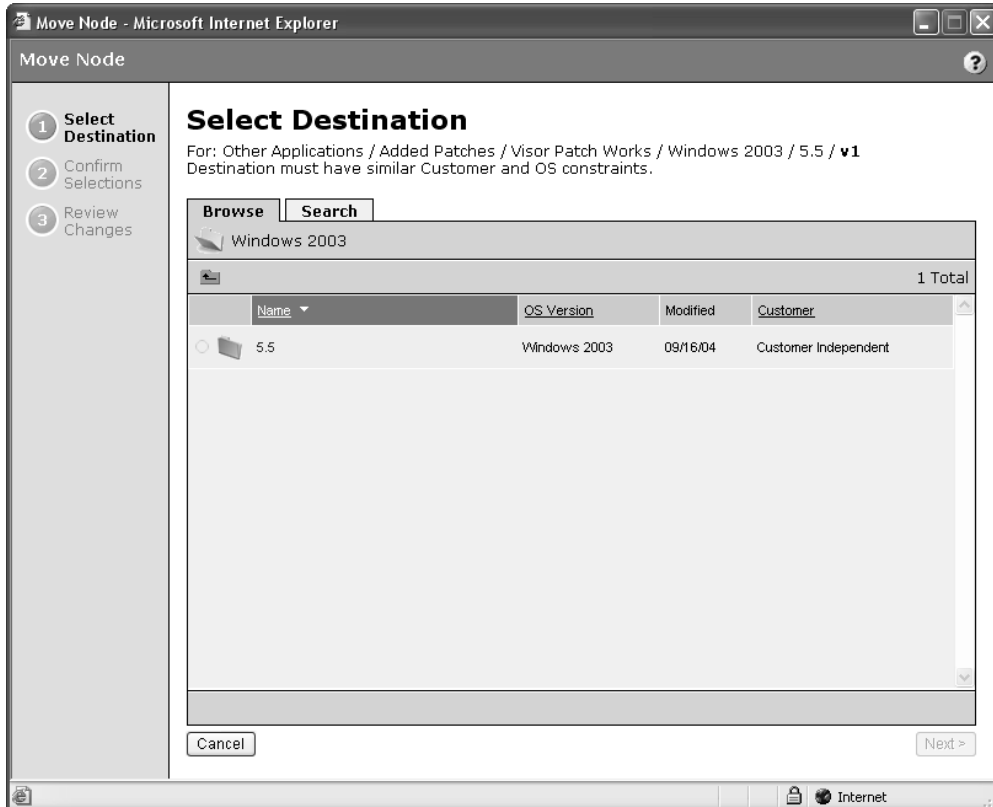 Move Node - Microsoft Internet Explorer
Move Node
?
1 Select
Destination
2 Confirm
Selections
3 Review
Changes
Select Destination
For: Other Applications / Added Patches / Visor Patch Works / Windows 2003 / 5.5 / v1
Destination must have similar Customer and OS constraints.
Browse Search
Windows 2003
1 Total
Name OS Version Modified Customer
5.5 Windows 2003 09/16/04 Customer Independent
Cancel Next >
Internet